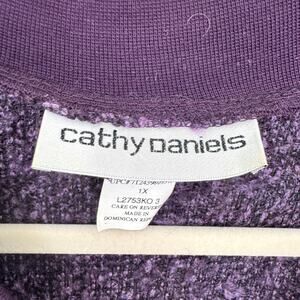 cathy daniels
1X
L2753KO 3
CARE ON REVERSE
MADE IN
DOMINICAN REP